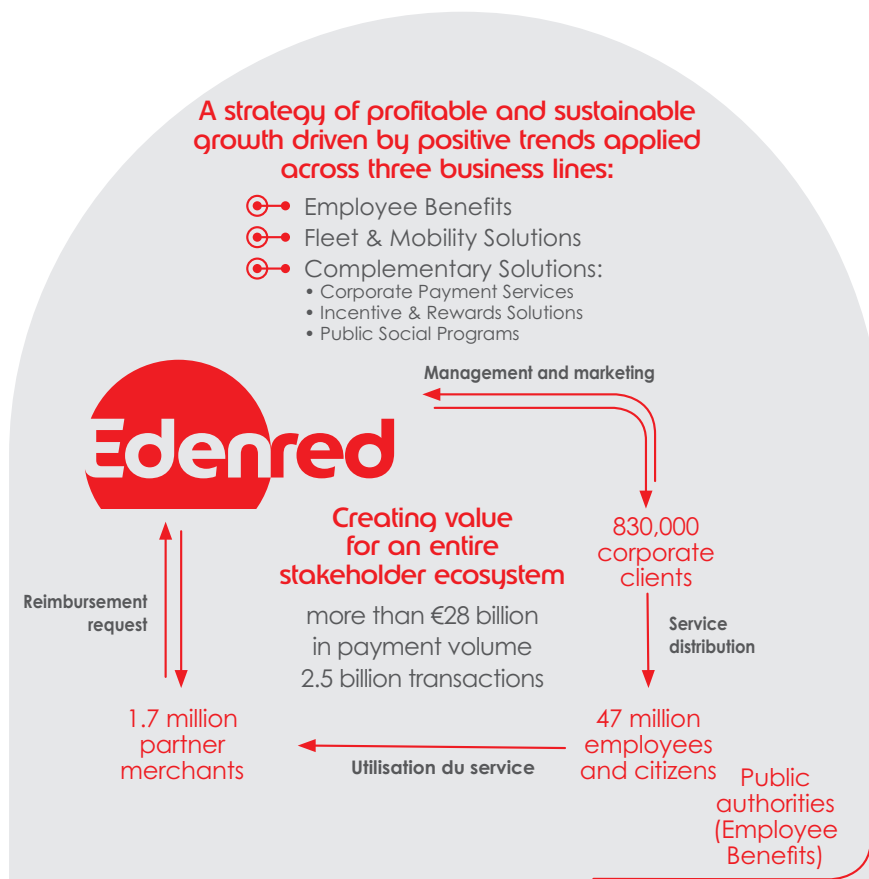 A strategy of profitable and sustainable
growth driven by positive trends applied
across three business lines:
Employee Benefits
Fleet & Mobility Solutions
Complementary Solutions:
• Corporate Payment Services
• Incentive & Rewards Solutions
• Public Social Programs
Management and marketing
Edenred
Creating value
for an entire
stakeholder ecosystem
more than €28 billion
in payment volume
2.5 billion transactions
830,000
corporate
clients
Reimbursement
request
Service
distribution
1.7 million
partner
merchants
Utilisation du service
47 million
employees
and citizens
Public
authorities
(Employee
Benefits)